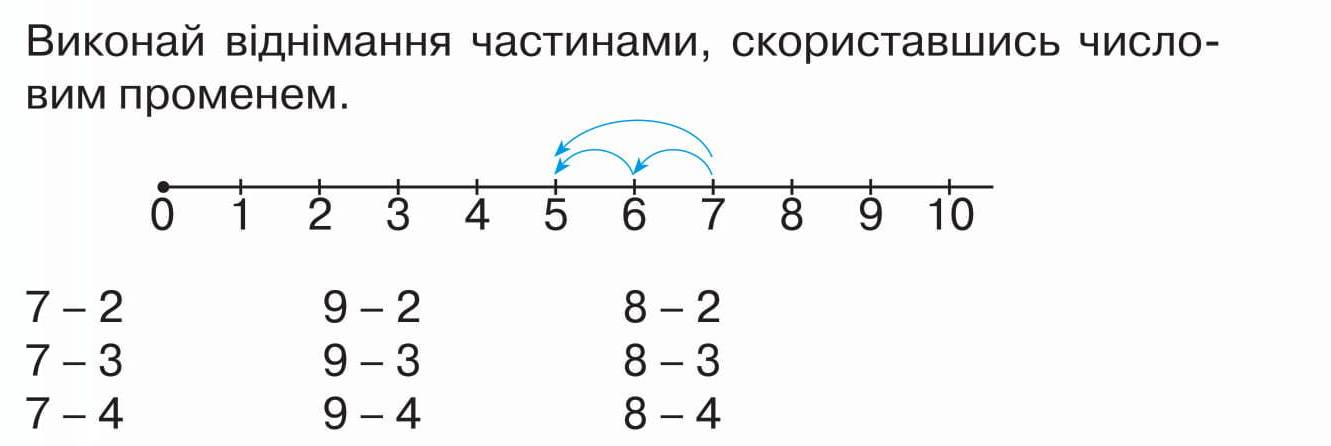 Виконай віднімання частинами, скориставшись число-
вим променем.
0 1 2 3 4 5 6 7 8 9 10
7 – 2 9 – 2 8 – 2
7 – 3 9 – 3 8 – 3
7 – 4 9 – 4 8 – 4